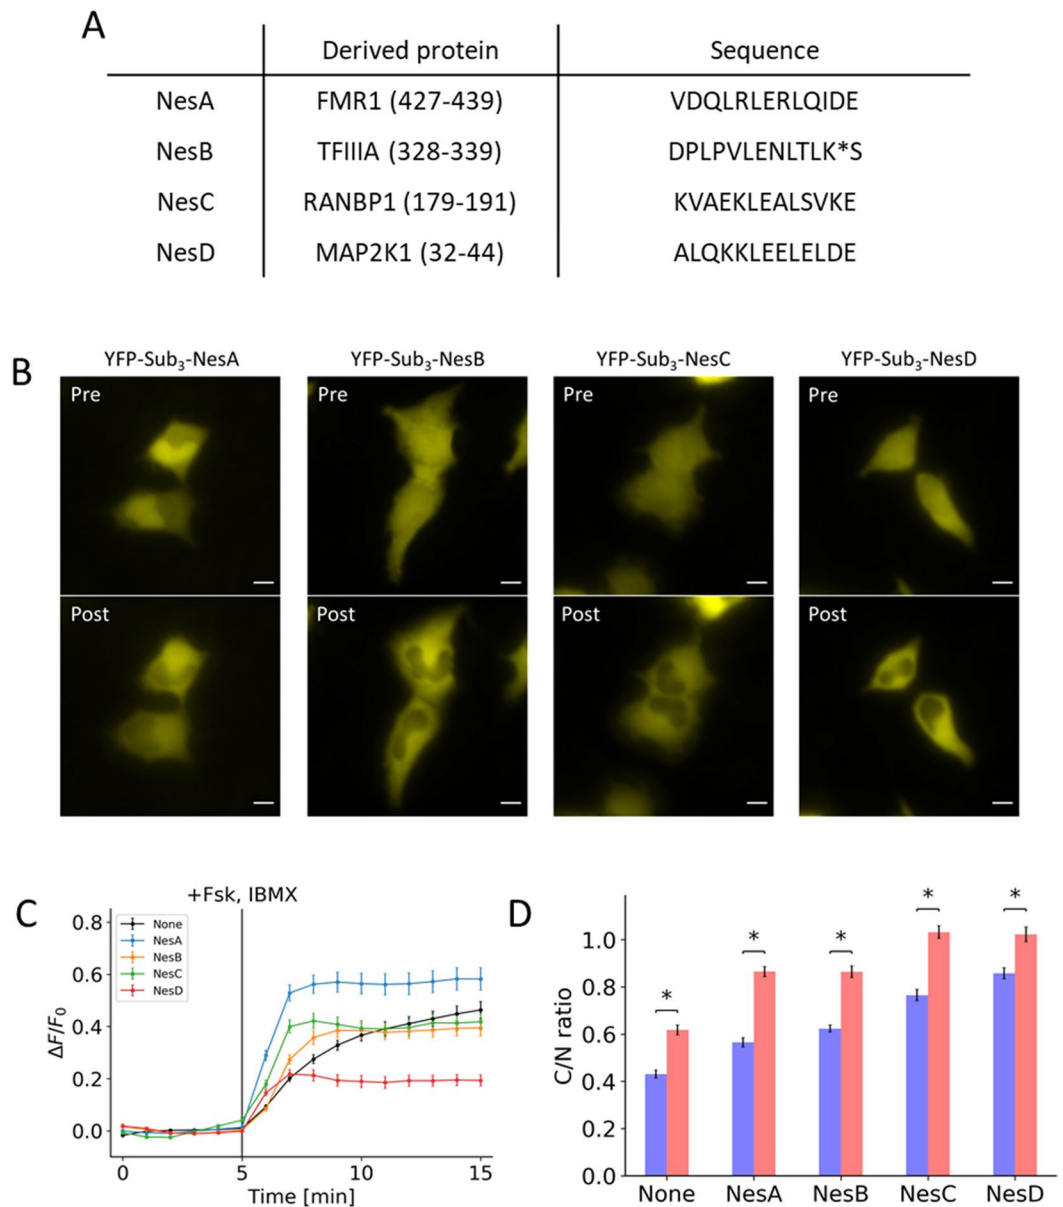 A
Derived protein Sequence
NesA FMR1 (427-439) VDQLRLERLQIDE
NesB TFIIIA (328-339) DPLPVLENLTLK*S
NesC RANBP1 (179-191) KVAEKLEALSVKE
NesD MAP2K1 (32-44) ALQKKLEELELDE
B
YFP-Sub₃-NesA YFP-Sub₃-NesB YFP-Sub₃-NesC YFP-Sub₃-NesD
Pre Pre Pre Pre
Post Post Post Post
C
+Fsk, IBMX
None
NesA
NesB
NesC
NesD
ΔF/F₀
0.8
0.6
0.4
0.2
0.0
0 5 10 15
Time [min]
D
* * * * *
C/N ratio
1.0
0.8
0.6
0.4
0.2
0.0
None NesA NesB NesC NesD